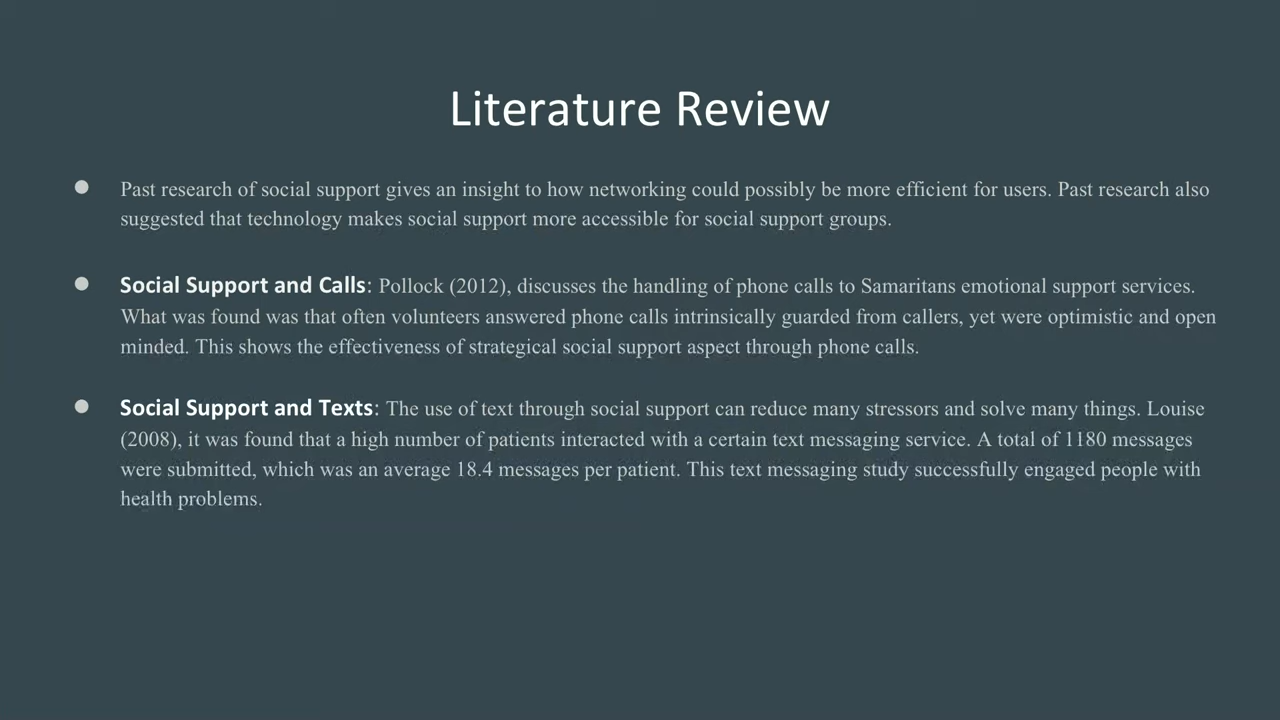 Literature Review
● Past research of social support gives an insight to how networking could possibly be more efficient for users. Past research also
suggested that technology makes social support more accessible for social support groups.
● Social Support and Calls: Pollock (2012), discusses the handling of phone calls to Samaritans emotional support services.
What was found was that often volunteers answered phone calls intrinsically guarded from callers, yet were optimistic and open
minded. This shows the effectiveness of strategical social support aspect through phone calls.
● Social Support and Texts: The use of text through social support can reduce many stressors and solve many things. Louise
(2008), it was found that a high number of patients interacted with a certain text messaging service. A total of 1180 messages
were submitted, which was an average 18.4 messages per patient. This text messaging study successfully engaged people with
health problems.